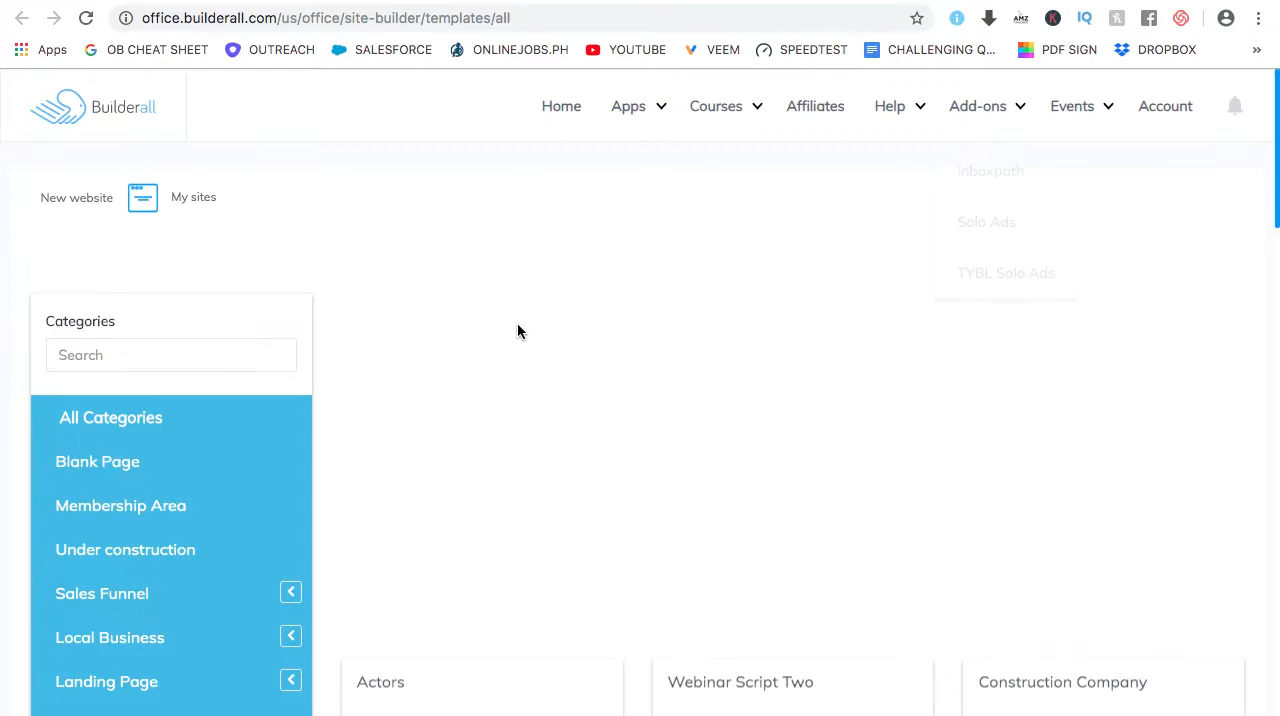 office.builderall.com/us/office/site-builder/templates/all
AMZ
K
IQ
Apps
OB CHEAT SHEET
OUTREACH
SALESFORCE
ONLINEJOBS.PH
YOUTUBE
VEEM
SPEEDTEST
CHALLENGING Q...
PDF SIGN
DROPBOX
»
Builderall
Home
Apps
Courses
Affiliates
Help
Add-ons
Events
Account
Inboxpath
Solo Ads
TYBL Salo Ads
New website
My sites
Categories
Search
All Categories
Blank Page
Membership Area
Under construction
Sales Funnel
Local Business
Landing Page
Actors
Webinar Script Two
Construction Company